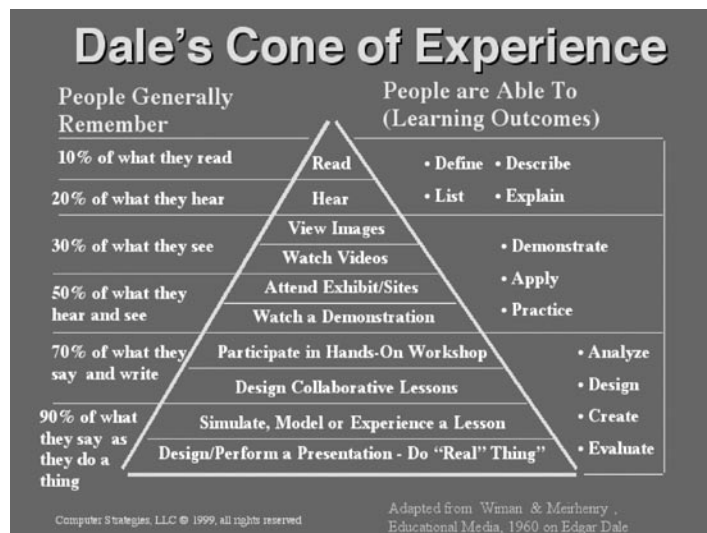 Dale's Cone of Experience
People Generally
Remember
People are Able To
(Learning Outcomes)
10% of what they read
Read
• Define • Describe
20% of what they hear
Hear
• List • Explain
View Images
30% of what they see
Watch Videos
• Demonstrate
Attend Exhibit/Sites
• Apply
50% of what they
hear and see
Watch a Demonstration
• Practice
70% of what they
say and write
Participate in Hands-On Workshop
• Analyze
Design Collaborative Lessons
• Design
90% of what
they say as
they do a
thing
Simulate, Model or Experience a Lesson
• Create
Design/Perform a Presentation - Do "Real" Thing"
• Evaluate
Computer Strategies, LLC © 1999, all rights reserved
Adapted from Wiman & Meirhenry ,
Educational Media, 1960 on Edgar Dale